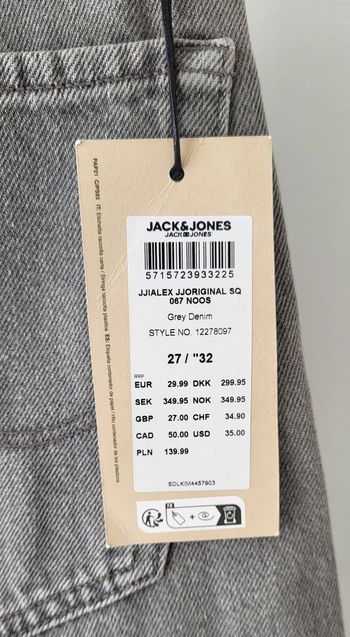 JACK&JONES
JACK JONES
5715723933225
JJIALEX JJORIGINAL SQ
067 NOOS
Grey Denim
STYLE NO. 12278097
27 / "32
RRP
EUR 29.99 DKK 299.95
SEK 349.95 NOK 349.95
GBP 27.00 CHF 34.90
CAD 50.00 USD 35.00
PLN 139.99
SDLKIM4457903
FR